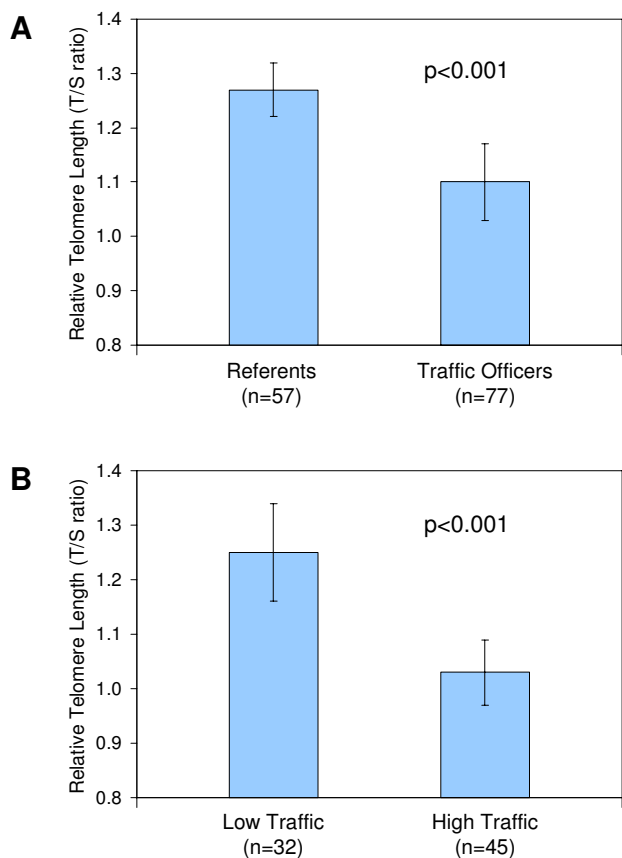 A
Relative Telomere Length (T/S ratio)
1.4
1.3
1.2
1.1
1.0
0.9
0.8
p<0.001
Referents
(n=57)
Traffic Officers
(n=77)
B
Relative Telomere Length (T/S ratio)
1.4
1.3
1.2
1.1
1.0
0.9
0.8
p<0.001
Low Traffic
(n=32)
High Traffic
(n=45)